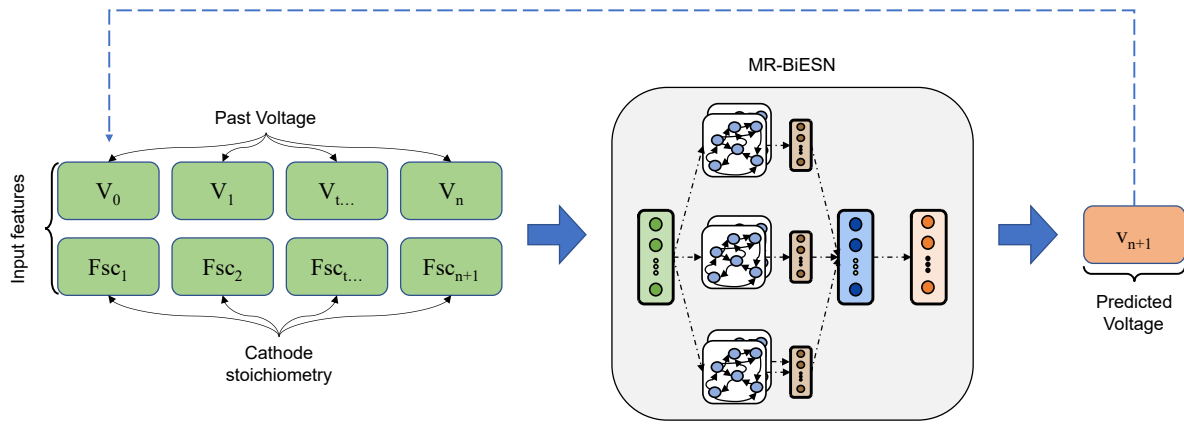 MR-BiESN
Past Voltage
Input features
V₀ V₁ Vₜ… Vₙ
Fsc₁ Fsc₂ Fscₜ… Fscₙ₊₁
Cathode
stoichiometry
vₙ₊₁
Predicted
Voltage